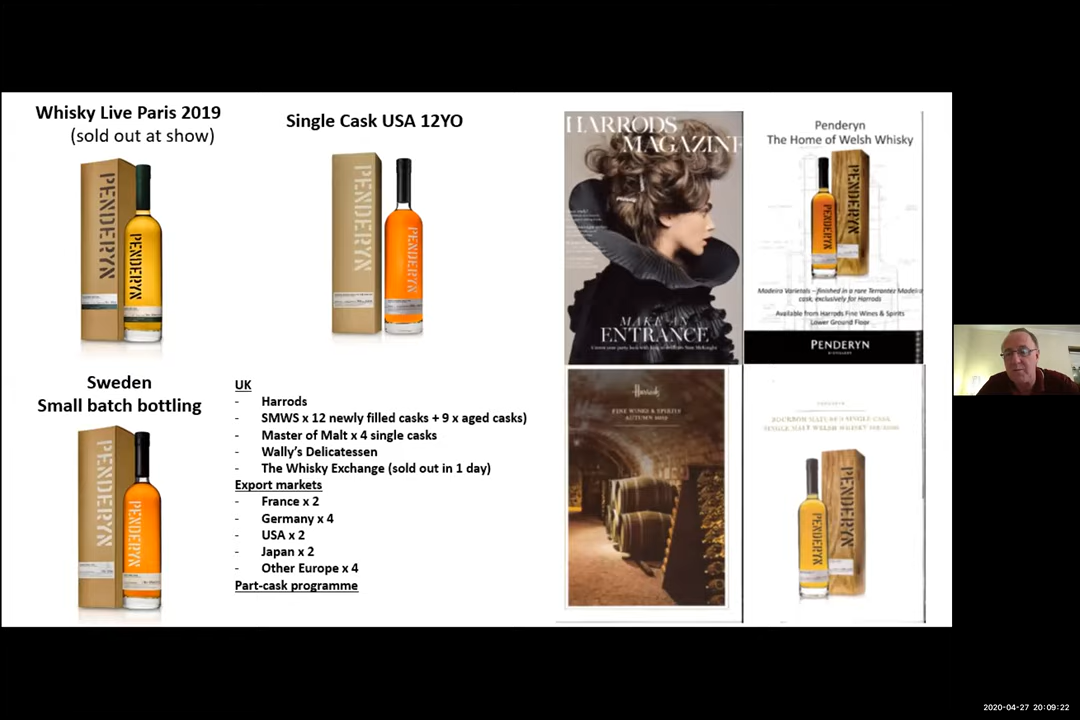 Whisky Live Paris 2019
(sold out at show)
PENDERYN
PENDERYN
Single Cask USA 12YO
PENDERYN
PENDERYN
Sweden
Small batch bottling
PENDERYN
PENDERYN
UK
- Harrods
- SMWS x 12 newly filled casks + 9 x aged casks)
- Master of Malt x 4 single casks
- Wally's Delicatessen
- The Whisky Exchange (sold out in 1 day)
Export markets
- France x 2
- Germany x 4
- USA x 2
- Japan x 2
- Other Europe x 4
Part-cask programme
HARRODS
MAGAZINE
MAKE AN
ENTRANCE
Penderyn
The Home of Welsh Whisky
PENDERYN
PENDERYN
Madeira Varietals – finished in a rare Terrantez Madeira
cask, exclusively for Harrods
Available from Harrods Fine Wines & Spirits
Lower Ground Floor
PENDERYN
DISTILLERY
Harrods
FINE WINES & SPIRITS
PENDERYN
PENDERYN
2020-04-27 20:09:22